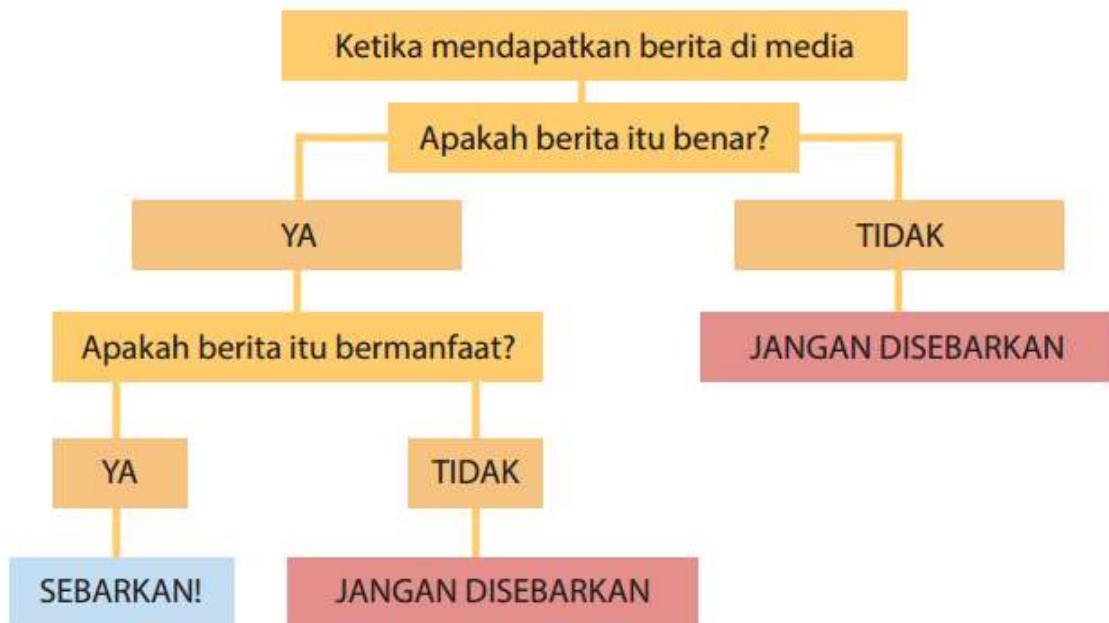 Ketika mendapatkan berita di media
Apakah berita itu benar?
YA
TIDAK
Apakah berita itu bermanfaat?
JANGAN DISEBARKAN
YA
TIDAK
SEBARKAN!
JANGAN DISEBARKAN